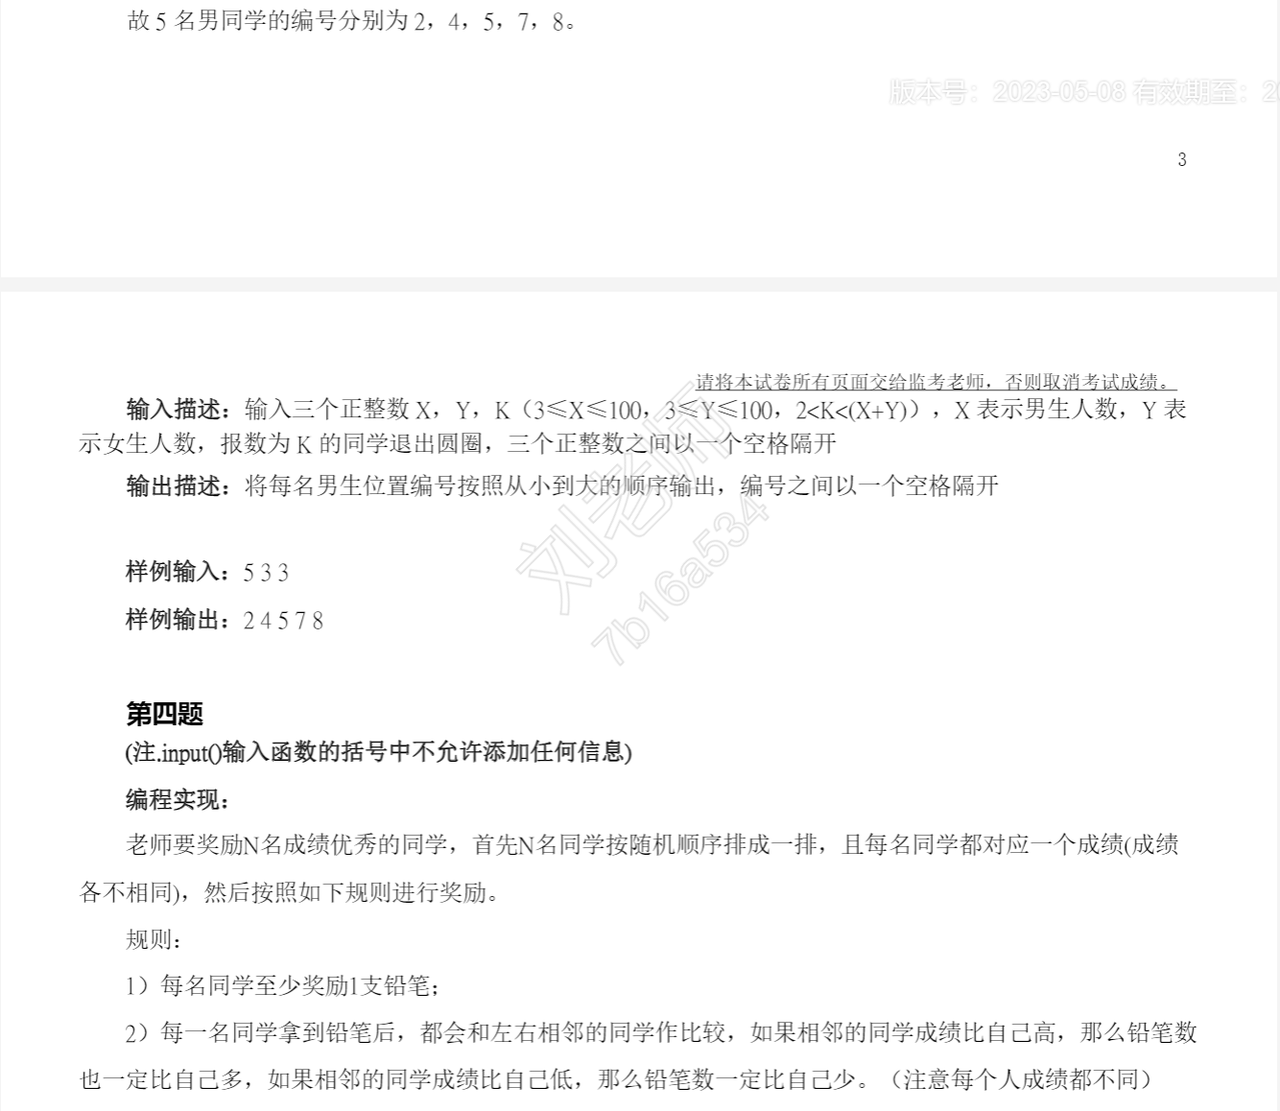 故 5 名男同学的编号分别为 2，4，5，7，8。
版本号：2023-05-08 有效期至：
3
请将本试卷所有页面交给监考老师，否则取消考试成绩。
输入描述：输入三个正整数 X，Y，K（3≤X≤100，3≤Y≤100，2<K<(X+Y)），X 表示男生人数，Y 表
示女生人数，报数为 K 的同学退出圆圈，三个正整数之间以一个空格隔开
输出描述：将每名男生位置编号按照从小到大的顺序输出，编号之间以一个空格隔开
刘老师
7b16a534
样例输入：5 3 3
样例输出：2 4 5 7 8
第四题
(注.input()输入函数的括号中不允许添加任何信息)
编程实现：
老师要奖励N名成绩优秀的同学，首先N名同学按随机顺序排成一排，且每名同学都对应一个成绩(成绩
各不相同)，然后按照如下规则进行奖励。
规则：
1）每名同学至少奖励1支铅笔；
2）每一名同学拿到铅笔后，都会和左右相邻的同学作比较，如果相邻的同学成绩比自己高，那么铅笔数
也一定比自己多，如果相邻的同学成绩比自己低，那么铅笔数一定比自己少。（注意每个人成绩都不同）